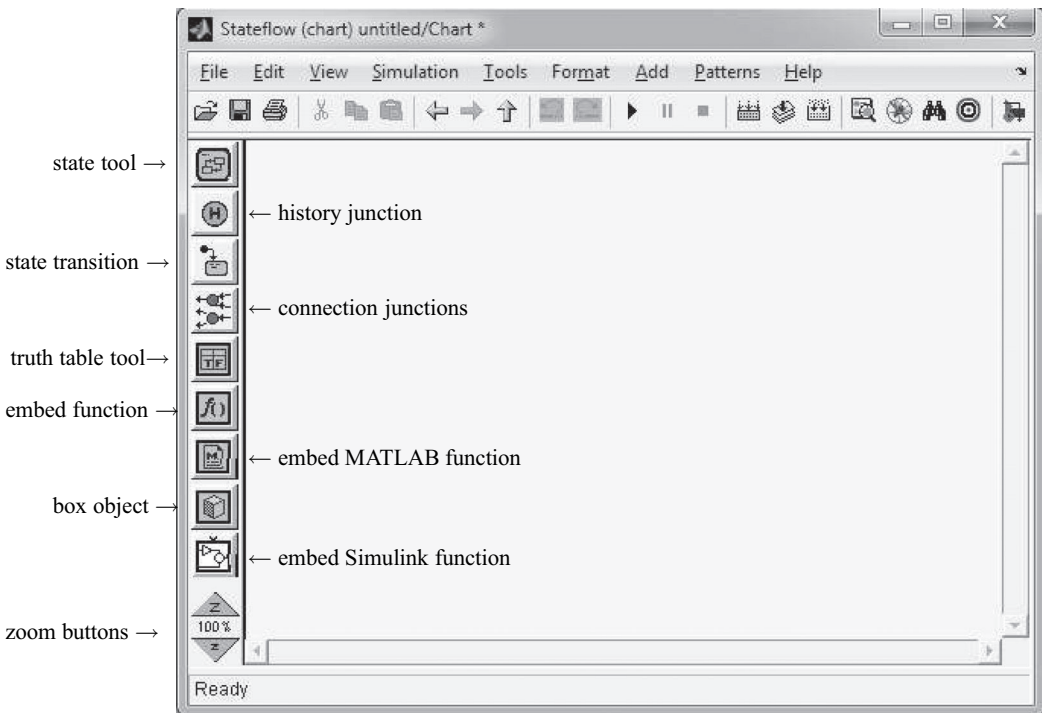 Stateflow (chart) untitled/Chart *
File Edit View Simulation Tools Format Add Patterns Help
state tool →
H
← history junction
state transition →
← connection junctions
TF
truth table tool→
f()
embed function →
M
← embed MATLAB function
box object →
← embed Simulink function
Z
100%
zoom buttons →
z
Ready